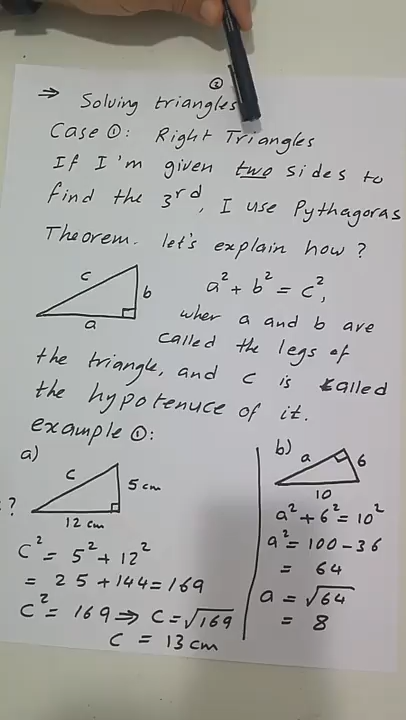 ②
⇒ Solving triangles
Case ①: Right Triangles
If I'm given two sides to
find the 3rd, I use Pythagoras
Theorem. let's explain how?
c
b
a
a² + b² = c²,
wher a and b are
called the legs of
the triangle, and c is called
the hypotenuce of it.
example ①:
a)
c
5 cm
12 cm
?
c² = 5² + 12²
= 25 + 144 = 169
c² = 169 ⇒ c = √169
c = 13 cm
b)
a
6
10
a² + 6² = 10²
a² = 100 - 36
= 64
a = √64
= 8